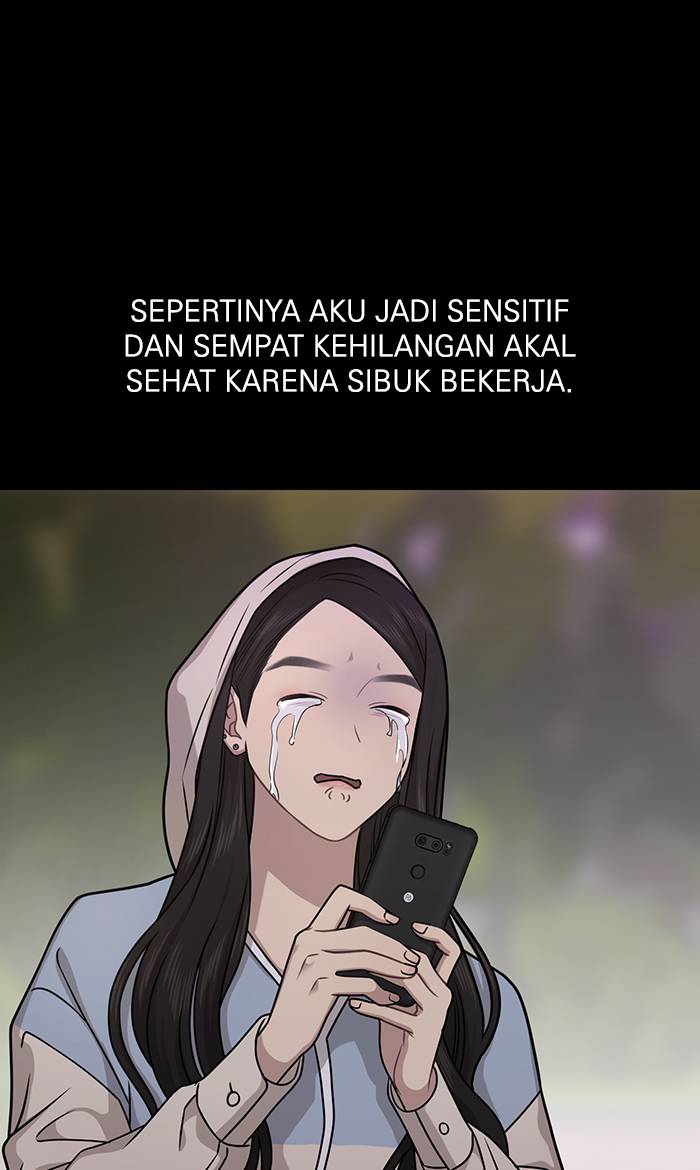 SEPERTINYA AKU JADI SENSITIF
DAN SEMPAT KEHILANGAN AKAL
SEHAT KARENA SIBUK BEKERJA.